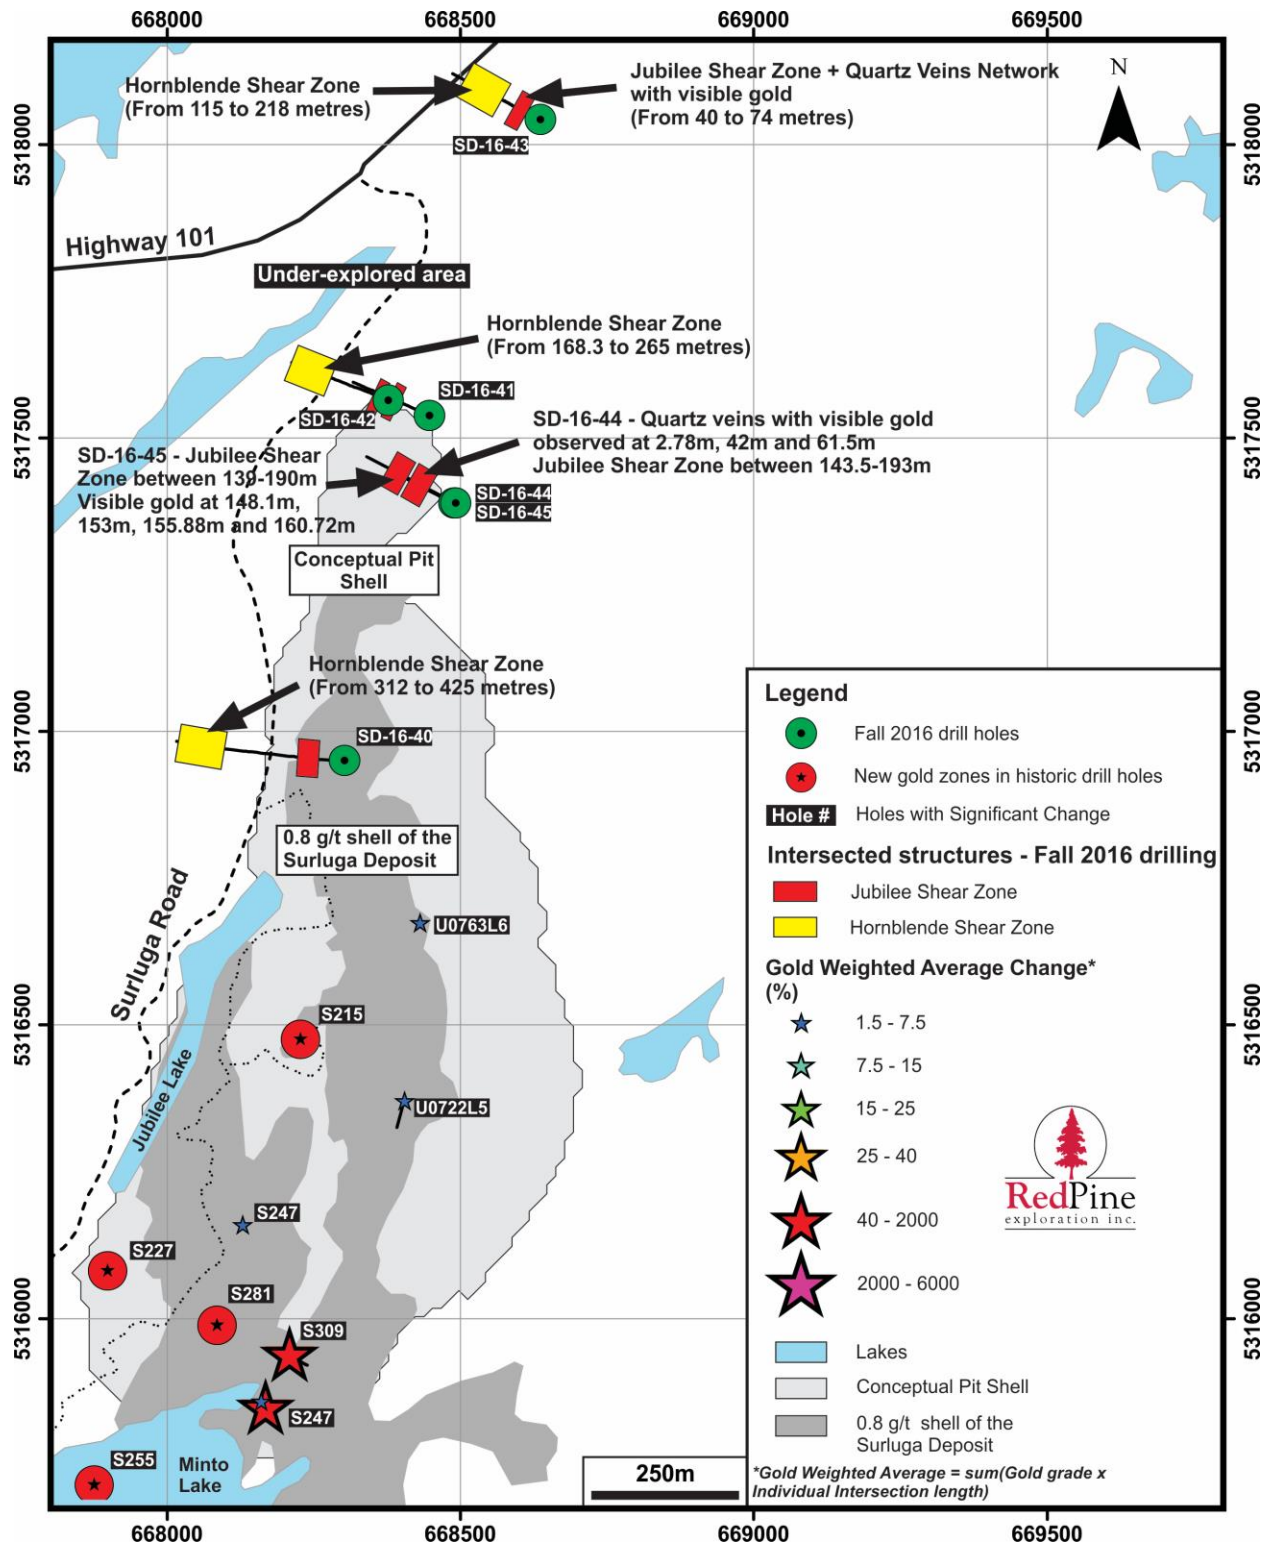 668000 668500 669000 669500
Hornblende Shear Zone
(From 115 to 218 metres)
Jubilee Shear Zone + Quartz Veins Network
with visible gold
(From 40 to 74 metres)
N
SD-16-43
5318000 5318000
Highway 101
Under-explored area
Hornblende Shear Zone
(From 168.3 to 265 metres)
SD-16-41
SD-16-42
SD-16-44 - Quartz veins with visible gold
observed at 2.78m, 42m and 61.5m
Jubilee Shear Zone between 143.5-193m
5317500 5317500
SD-16-45 - Jubilee Shear
Zone between 139-190m
Visible gold at 148.1m,
153m, 155.88m and 160.72m
SD-16-44
SD-16-45
Conceptual Pit
Shell
Hornblende Shear Zone
(From 312 to 425 metres)
SD-16-40
5317000 5317000
0.8 g/t shell of the
Surluga Deposit
Surluga Road
U0763L6
S215
5316500 5316500
Jubilee Lake
U0722L5
S247
S227
S281
S309
5316000 5316000
S247
S255
Minto
Lake
250m
Legend
Fall 2016 drill holes
New gold zones in historic drill holes
Hole # Holes with Significant Change
Intersected structures - Fall 2016 drilling
Jubilee Shear Zone
Hornblende Shear Zone
Gold Weighted Average Change*
(%)
1.5 - 7.5
7.5 - 15
15 - 25
25 - 40
40 - 2000
2000 - 6000
RedPine
exploration inc.
Lakes
Conceptual Pit Shell
0.8 g/t shell of the
Surluga Deposit
*Gold Weighted Average = sum(Gold grade x
Individual Intersection length)
668000 668500 669000 669500